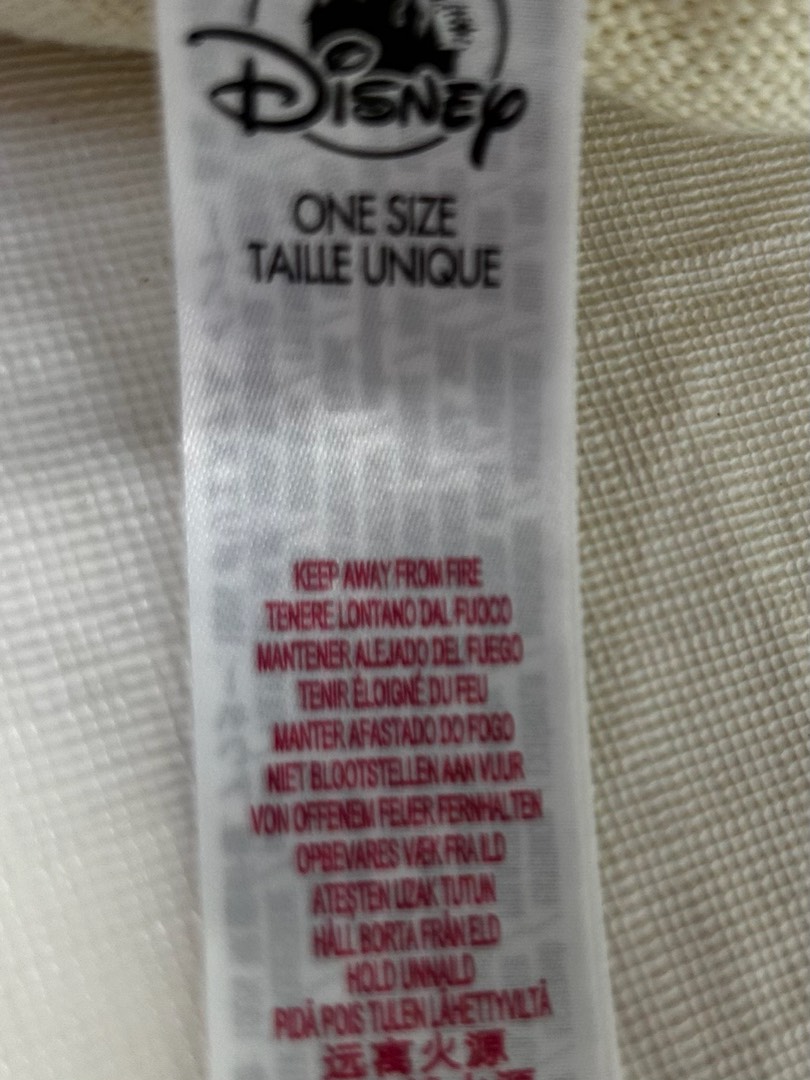 Disney
ONE SIZE
TAILLE UNIQUE
KEEP AWAY FROM FIRE
TENERE LONTANO DAL FUOCO
MANTENER ALEJADO DEL FUEGO
TENIR ÉLOIGNÉ DU FEU
MANTER AFASTADO DO FOGO
NIET BLOOTSTELLEN AAN VUUR
VON OFFENEM FEUER FERNHALTEN
OPBEVARES VÆK FRA ILD
ATEŞTEN UZAK TUTUN
HÅLL BORTA FRÅN ELD
HOLD UNNA ILD
PIDÄ POIS TULEN LÄHETTYVILTÄ
远离火源